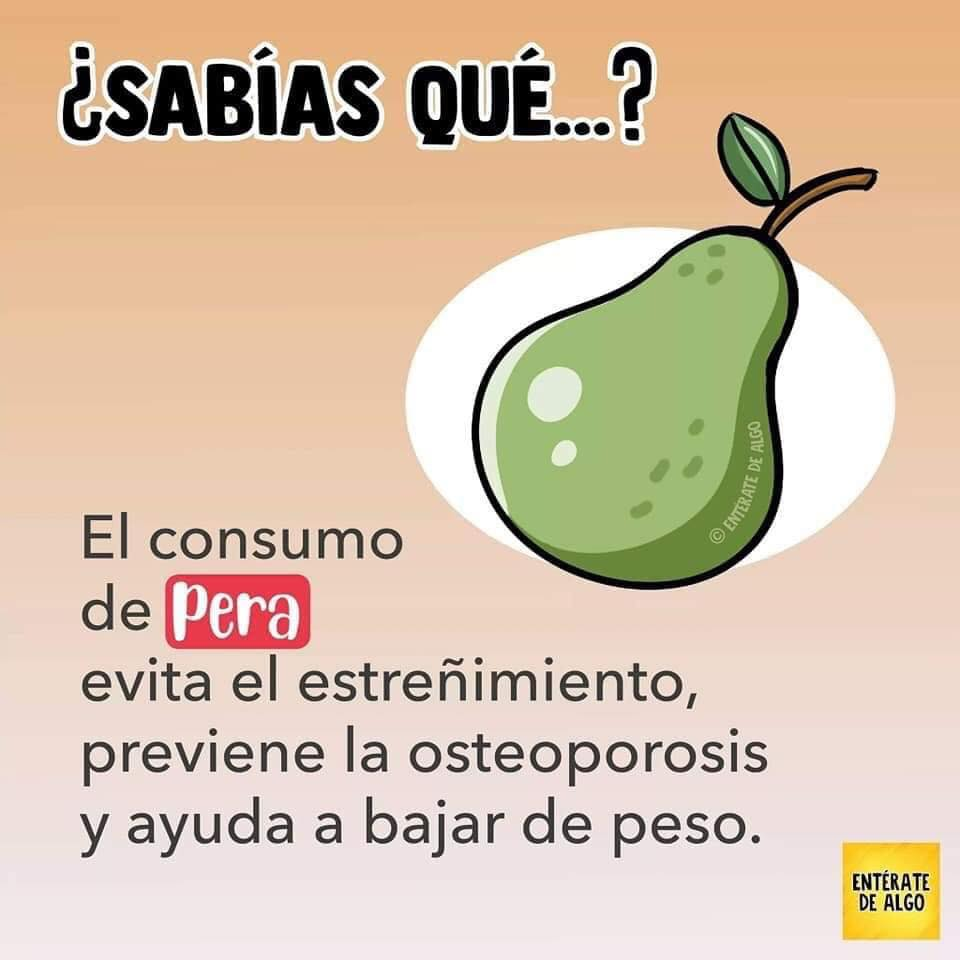 ¿SABÍAS QUÉ...?
© ENTÉRATE DE ALGO
El consumo
de Pera
evita el estreñimiento,
previene la osteoporosis
y ayuda a bajar de peso.
ENTÉRATE
DE ALGO